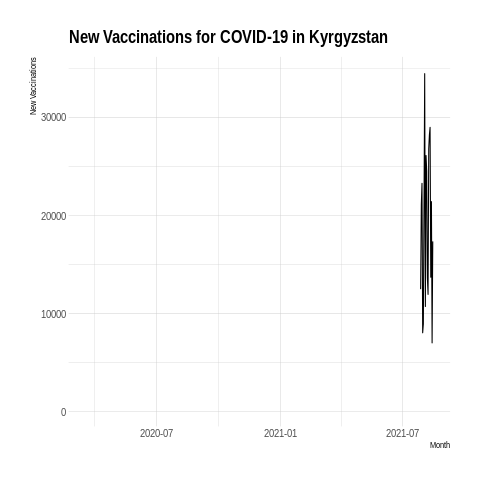 New Vaccinations for COVID-19 in Kyrgyzstan
New Vaccinations
30000
20000
10000
0
2020-07 2021-01 2021-07
Month